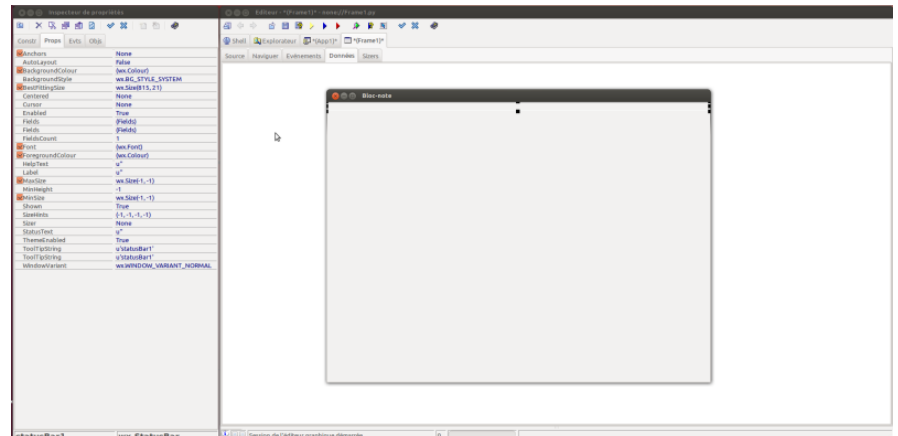 Inspecteur de propriétés
Constr Props Evts Objs
Anchors None
AutoLayout False
BackgroundColour (wx.Colour)
BackgroundStyle wx.BG_STYLE_SYSTEM
BestFittingSize wx.Size(815, 21)
Centered None
Cursor None
Enabled True
Fields (Fields)
Fields (Fields)
FieldsCount 1
Font (wx.Font)
ForegroundColour (wx.Colour)
HelpText u''
Label u''
MaxSize wx.Size(-1, -1)
MinHeight -1
MinSize wx.Size(-1, -1)
Shown True
SizeHints (-1, -1, -1, -1)
Sizer None
StatusText u''
ThemeEnabled True
ToolTipString u'statusBar1'
ToolTipString u'statusBar1'
WindowVariant wx.WINDOW_VARIANT_NORMAL
statusBar1 wx.StatusBar
Editeur - *(Frame1)* - none://Frame1.py
Shell Explorateur *(App1)* *(Frame1)*
Source Naviguer Evénements Données Sizers
Bloc-note
Session de l'éditeur graphique démarrée